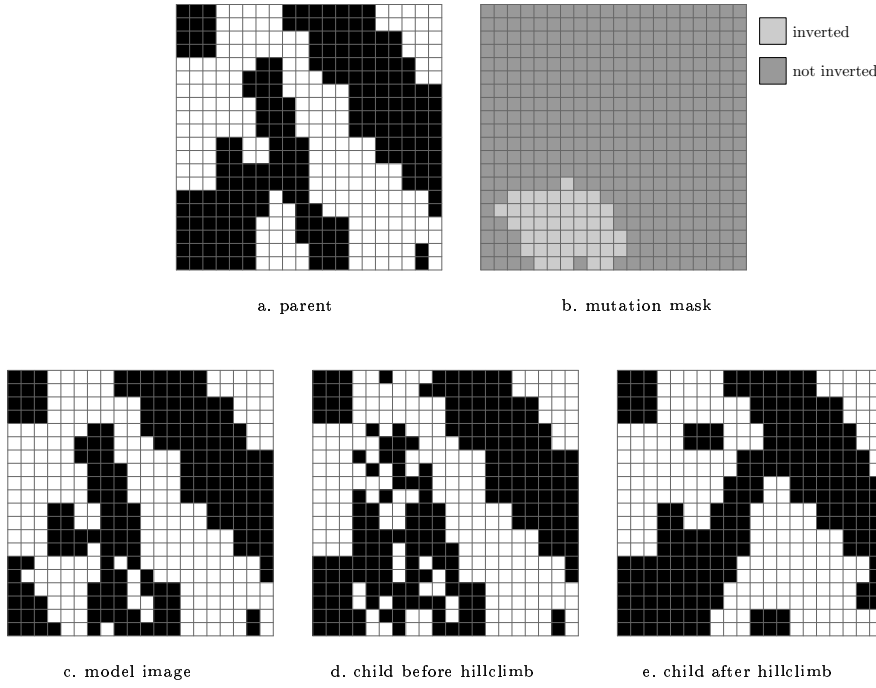 inverted
not inverted
a. parent
b. mutation mask
c. model image
d. child before hillclimb
e. child after hillclimb